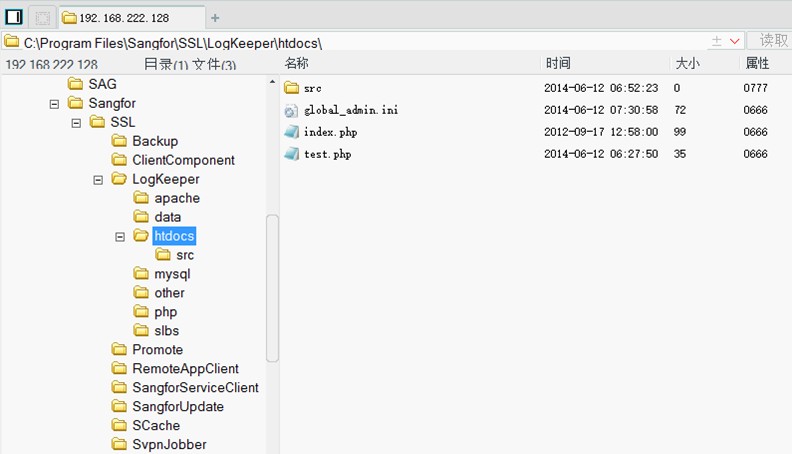 192.168.222.128
C:\Program Files\Sangfor\SSL\LogKeeper\htdocs\
读取
192.168.222.128 目录(1) 文件(3)
名称 时间 大小 属性
SAG
Sangfor
SSL
Backup
ClientComponent
LogKeeper
apache
data
htdocs
src
mysql
other
php
slbs
Promote
RemoteAppClient
SangforServiceClient
SangforUpdate
SCache
SvpnJobber
src 2014-06-12 06:52:23 0 0777
global_admin.ini 2014-06-12 07:30:58 72 0666
index.php 2012-09-17 12:58:00 99 0666
test.php 2014-06-12 06:27:50 35 0666